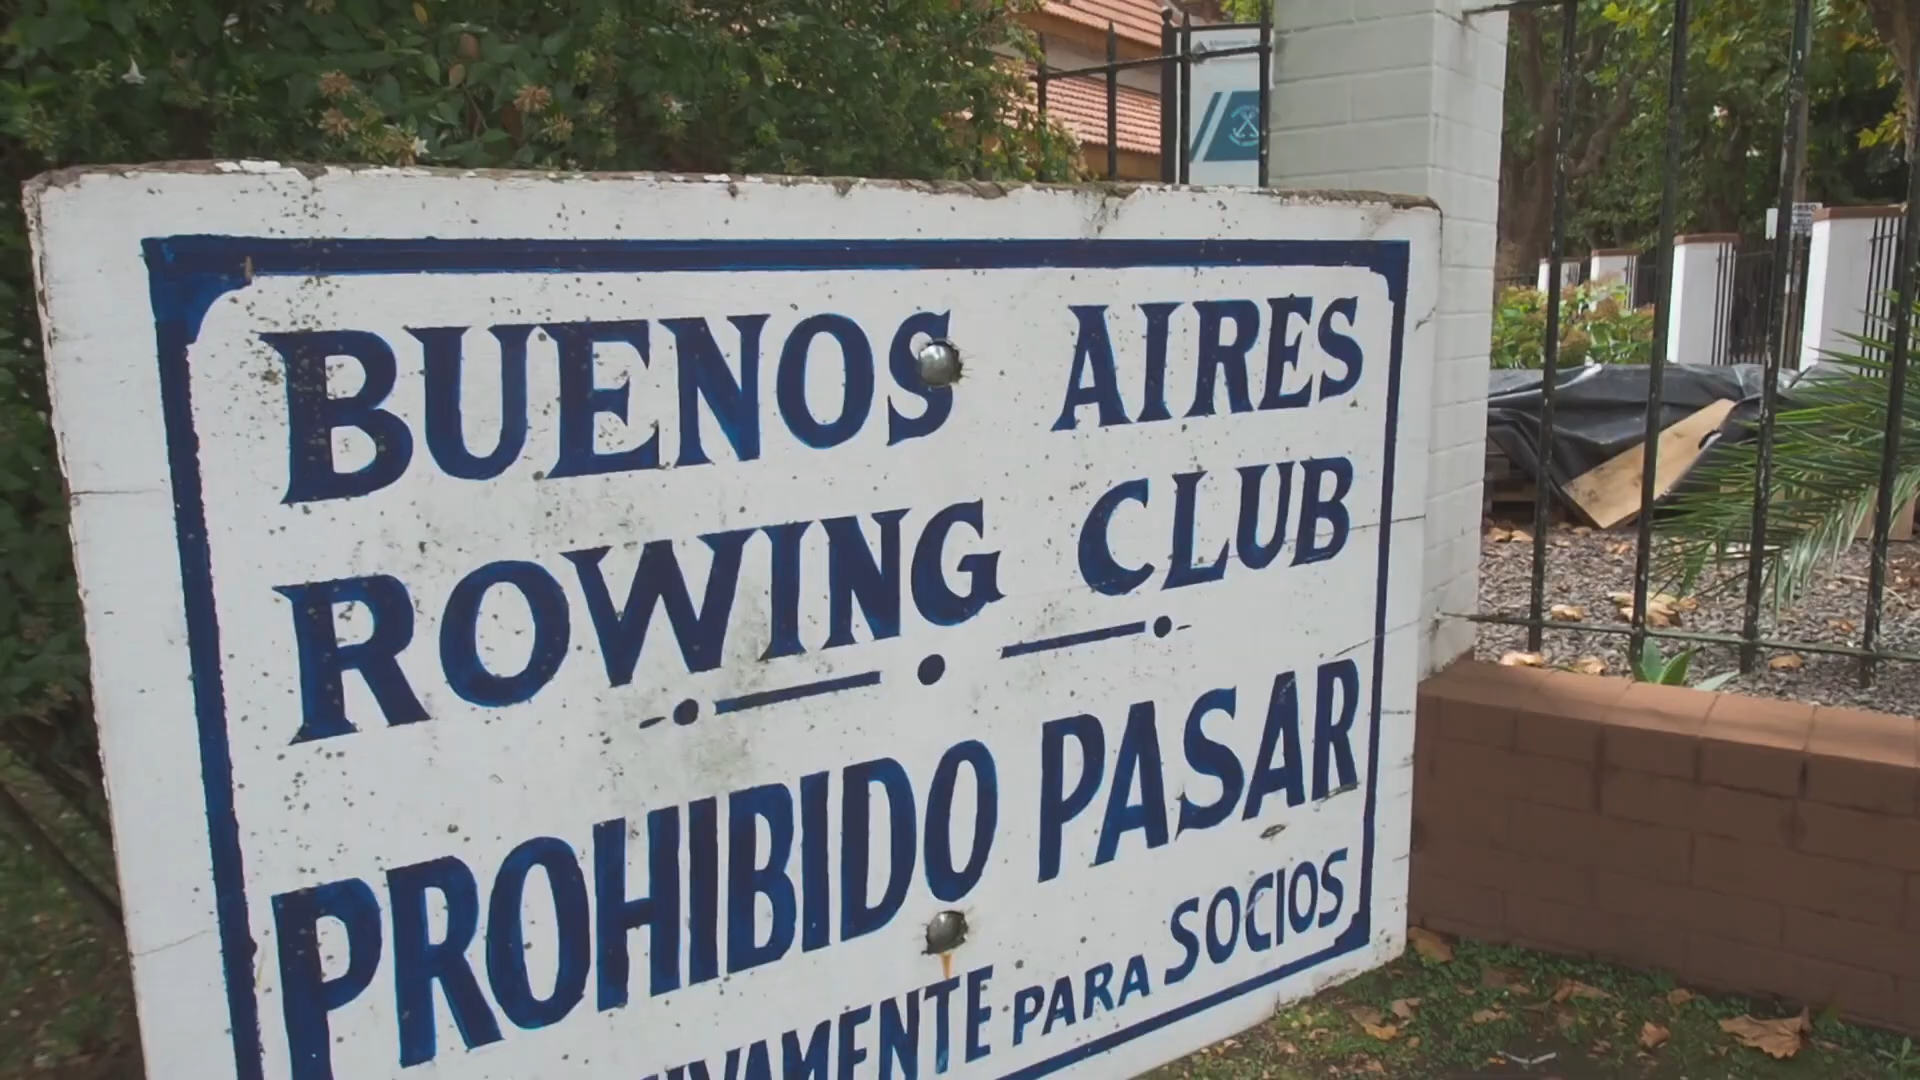 BUENOS AIRES
ROWING CLUB
PROHIBIDO PASAR
PARA SOCIOS